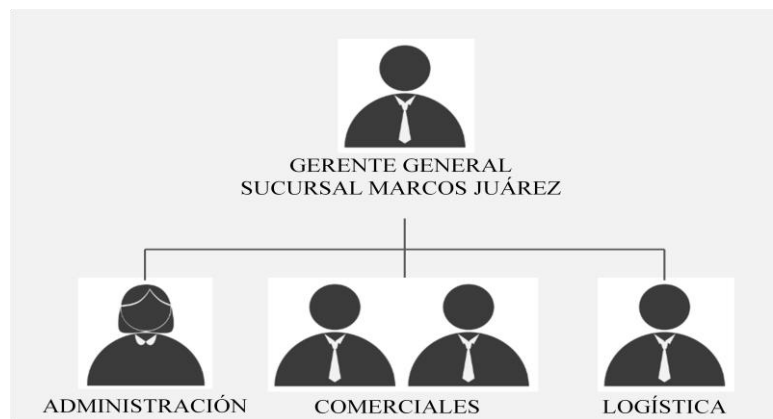 GERENTE GENERAL
SUCURSAL MARCOS JUÁREZ
ADMINISTRACIÓN
COMERCIALES
LOGÍSTICA